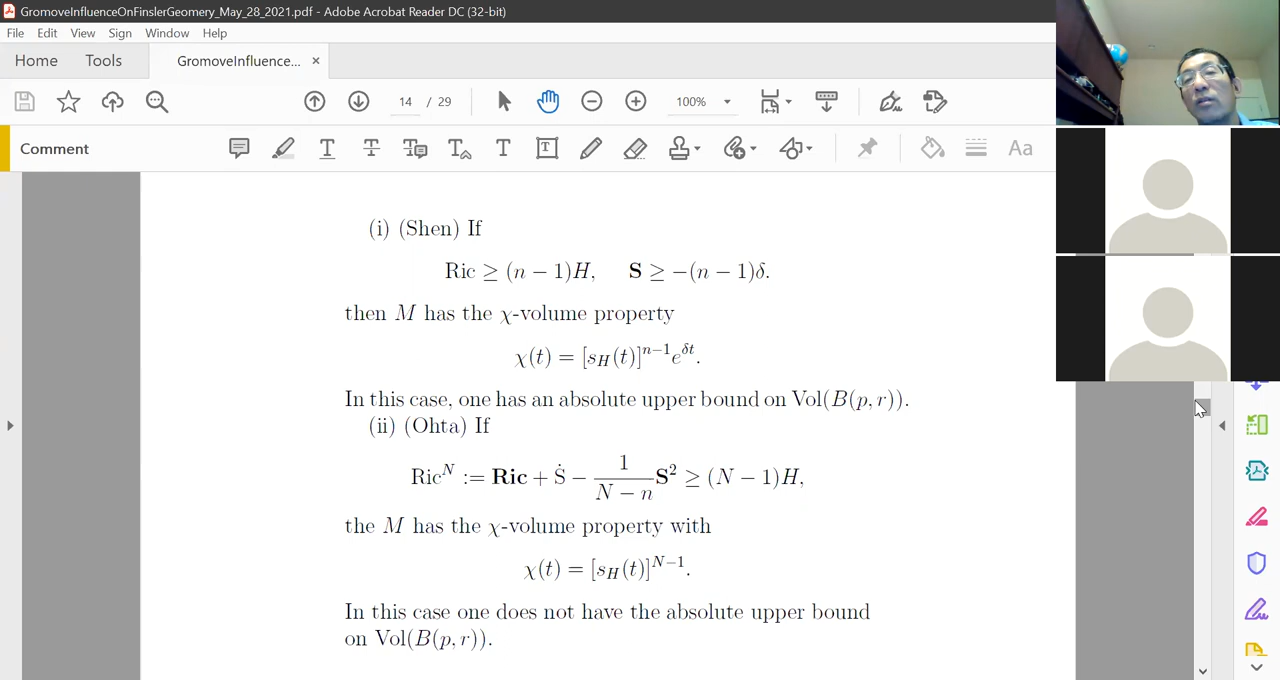 GromoveInfluenceOnFinslerGeomery_May_28_2021.pdf - Adobe Acrobat Reader DC (32-bit)
File Edit View Sign Window Help
Home Tools GromoveInfluence... ×
14 / 29 100%
Comment
(i) (Shen) If
Ric ≥ (n − 1)H, S ≥ −(n − 1)δ.
then M has the χ-volume property
χ(t) = [s_H(t)]^{n−1}e^{δt}.
In this case, one has an absolute upper bound on Vol(B(p, r)).
(ii) (Ohta) If
Ric^N := Ric + Ṡ − \frac{1}{N − n}S² ≥ (N − 1)H,
the M has the χ-volume property with
χ(t) = [s_H(t)]^{N−1}.
In this case one does not have the absolute upper bound
on Vol(B(p, r)).